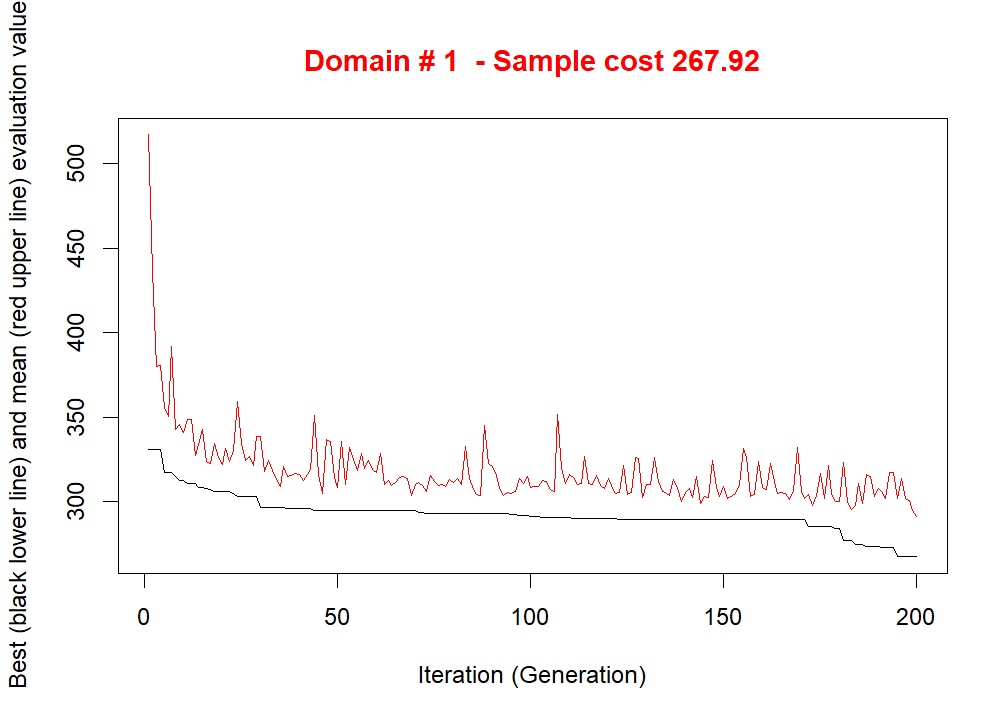 Domain # 1  - Sample cost 267.92
Best (black lower line) and mean (red upper line) evaluation value
500
450
400
350
300
0 50 100 150 200
Iteration (Generation)